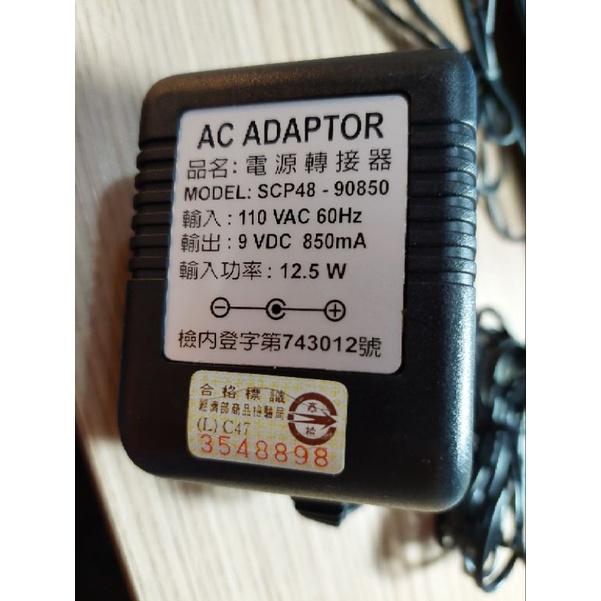 AC ADAPTOR
品名: 電源轉接器
MODEL: SCP48 - 90850
輸入 : 110 VAC 60Hz
輸出 : 9 VDC 850mA
輸入功率 : 12.5 W
檢內登字第743012號
合格標識
經濟部商品檢驗局
(L) C47
3548898